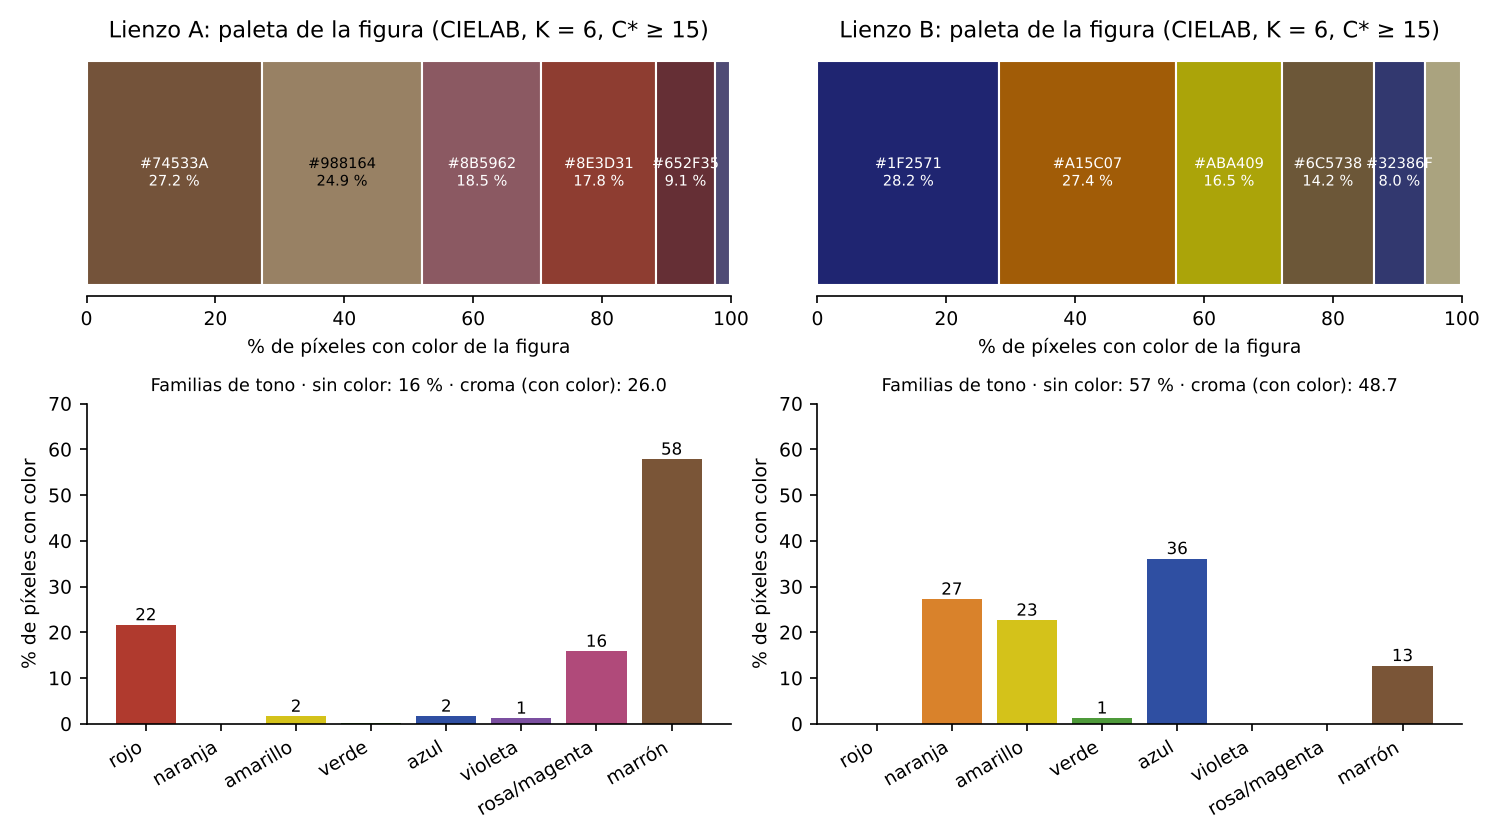 Lienzo A: paleta de la figura (CIELAB, K = 6, C* ≥ 15)
#74533A
27.2 %
#988164
24.9 %
#8B5962
18.5 %
#8E3D31
17.8 %
#652F35
9.1 %
0 20 40 60 80 100
% de píxeles con color de la figura
Lienzo B: paleta de la figura (CIELAB, K = 6, C* ≥ 15)
#1F2571
28.2 %
#A15C07
27.4 %
#ABA409
16.5 %
#6C5738
14.2 %
#32386F
8.0 %
0 20 40 60 80 100
% de píxeles con color de la figura
Familias de tono · sin color: 16 % · croma (con color): 26.0
% de píxeles con color
70
60
50
40
30
20
10
0
22
2
2
1
16
58
rojo
naranja
amarillo
verde
azul
violeta
rosa/magenta
marrón
Familias de tono · sin color: 57 % · croma (con color): 48.7
% de píxeles con color
70
60
50
40
30
20
10
0
27
23
1
36
13
rojo
naranja
amarillo
verde
azul
violeta
rosa/magenta
marrón